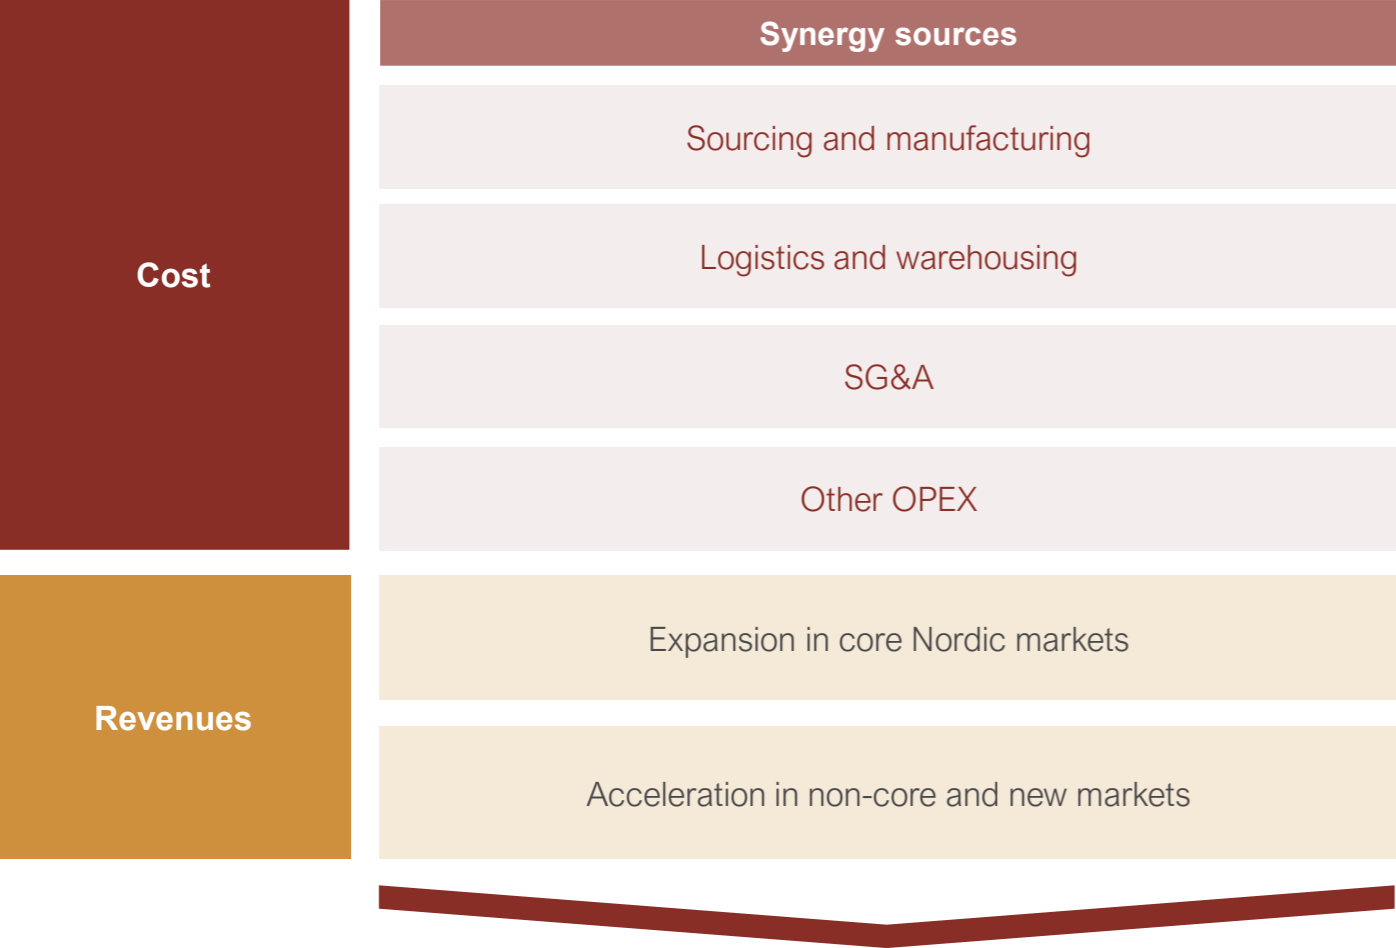 Synergy sources
Cost
Sourcing and manufacturing
Logistics and warehousing
SG&A
Other OPEX
Revenues
Expansion in core Nordic markets
Acceleration in non-core and new markets